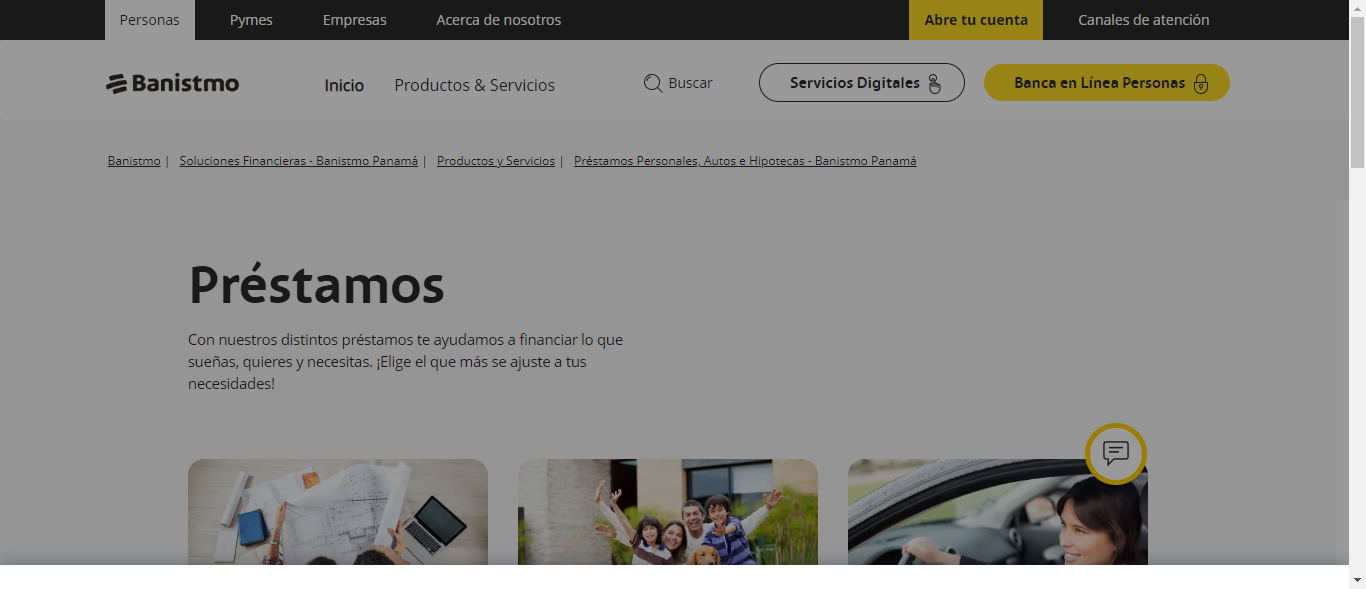 Personas Pymes Empresas Acerca de nosotros Abre tu cuenta Canales de atención
Banistmo Inicio Productos & Servicios Buscar Servicios Digitales Banca en Línea Personas
Banistmo | Soluciones Financieras - Banistmo Panamá | Productos y Servicios | Préstamos Personales, Autos e Hipotecas - Banistmo Panamá
Préstamos
Con nuestros distintos préstamos te ayudamos a financiar lo que
sueñas, quieres y necesitas. ¡Elige el que más se ajuste a tus
necesidades!